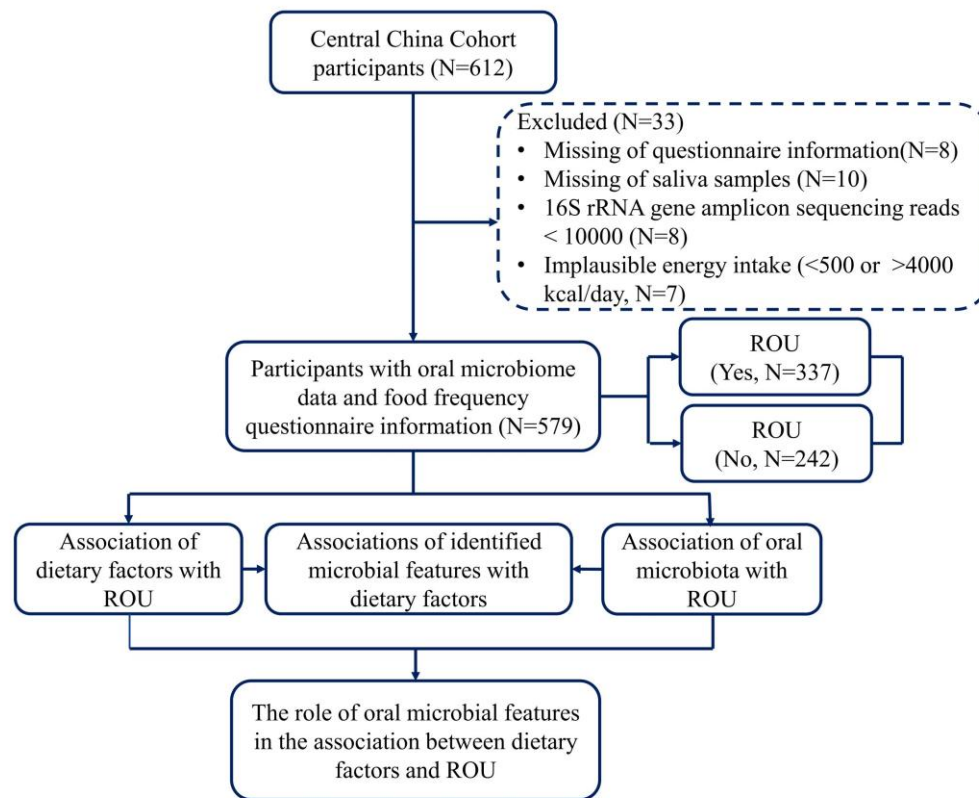 Central China Cohort
participants (N=612)
Excluded (N=33)
• Missing of questionnaire information(N=8)
• Missing of saliva samples (N=10)
• 16S rRNA gene amplicon sequencing reads
< 10000 (N=8)
• Implausible energy intake (<500 or >4000
kcal/day, N=7)
Participants with oral microbiome
data and food frequency
questionnaire information (N=579)
ROU
(Yes, N=337)
ROU
(No, N=242)
Association of
dietary factors with
ROU
Associations of identified
microbial features with
dietary factors
Association of oral
microbiota with
ROU
The role of oral microbial features
in the association between dietary
factors and ROU